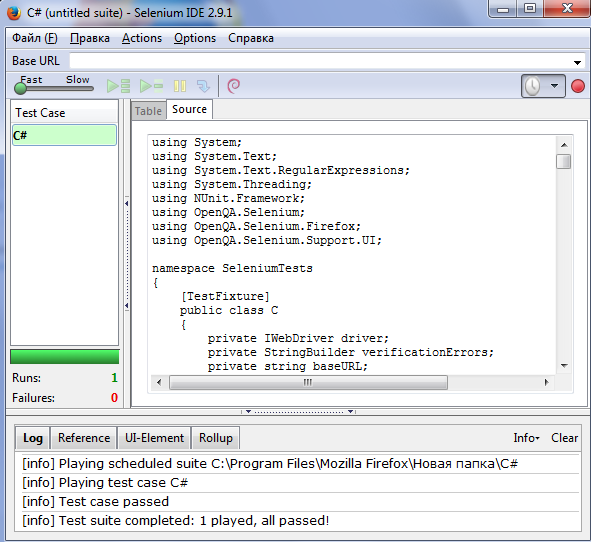 C# (untitled suite) - Selenium IDE 2.9.1
Файл (F) Правка Actions Options Справка
Base URL
Fast Slow
Test Case
C#
Table Source
using System;
using System.Text;
using System.Text.RegularExpressions;
using System.Threading;
using NUnit.Framework;
using OpenQA.Selenium;
using OpenQA.Selenium.Firefox;
using OpenQA.Selenium.Support.UI;
namespace SeleniumTests
{
[TestFixture]
public class C
{
private IWebDriver driver;
private StringBuilder verificationErrors;
private string baseURL;
Runs: 1
Failures: 0
Log Reference UI-Element Rollup Info Clear
[info] Playing scheduled suite C:\Program Files\Mozilla Firefox\Новая папка\C#
[info] Playing test case C#
[info] Test case passed
[info] Test suite completed: 1 played, all passed!